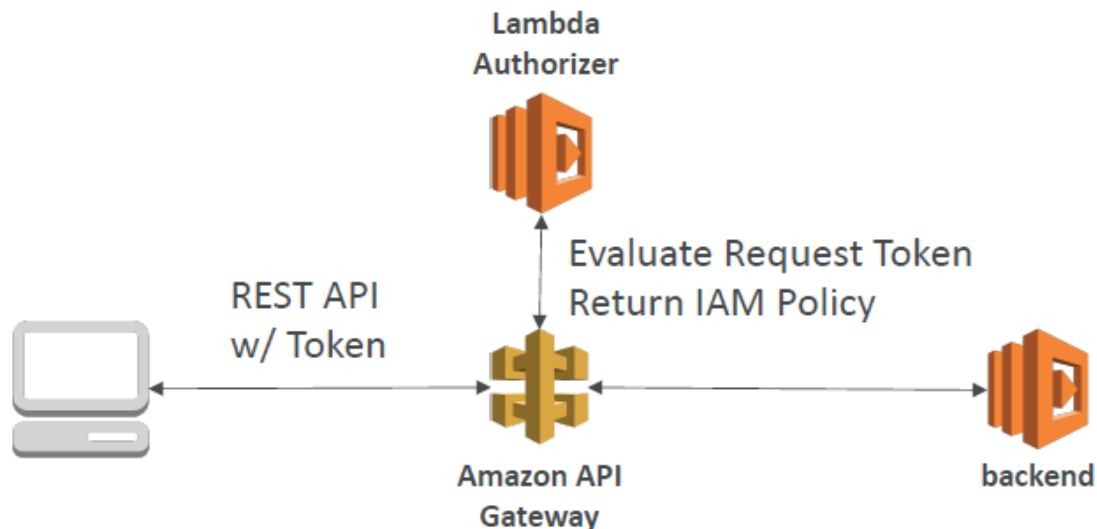 Lambda
Authorizer
Evaluate Request Token
Return IAM Policy
REST API
w/ Token
Amazon API
Gateway
backend